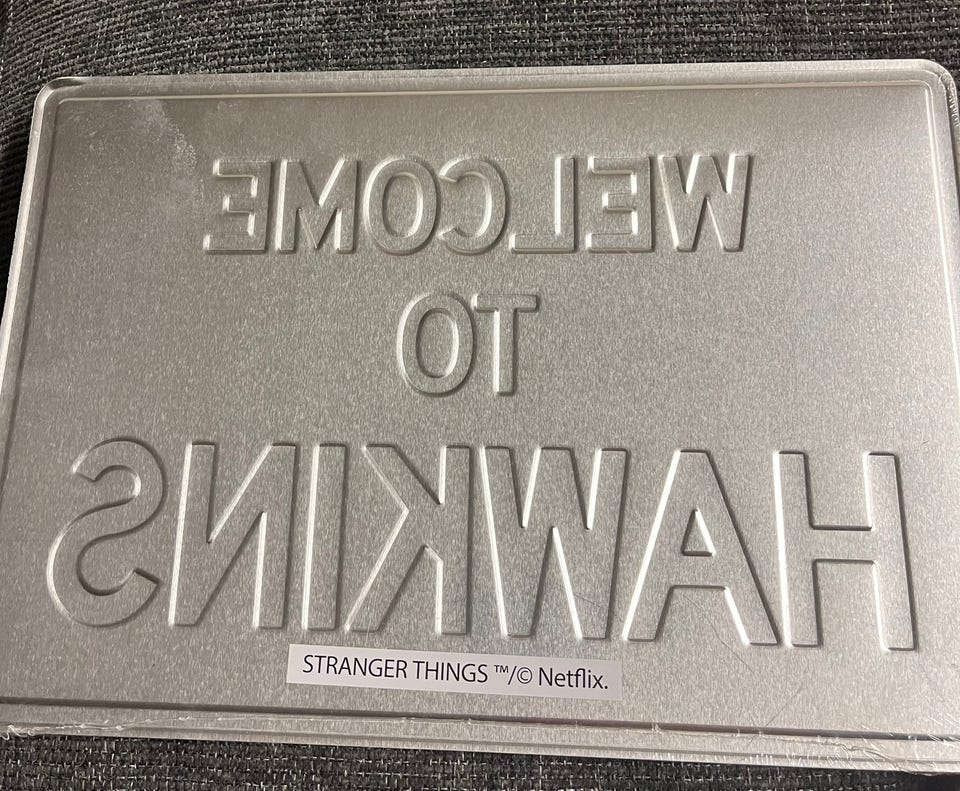 WELCOME
TO
HAWKINS
STRANGER THINGS ™/© Netflix.